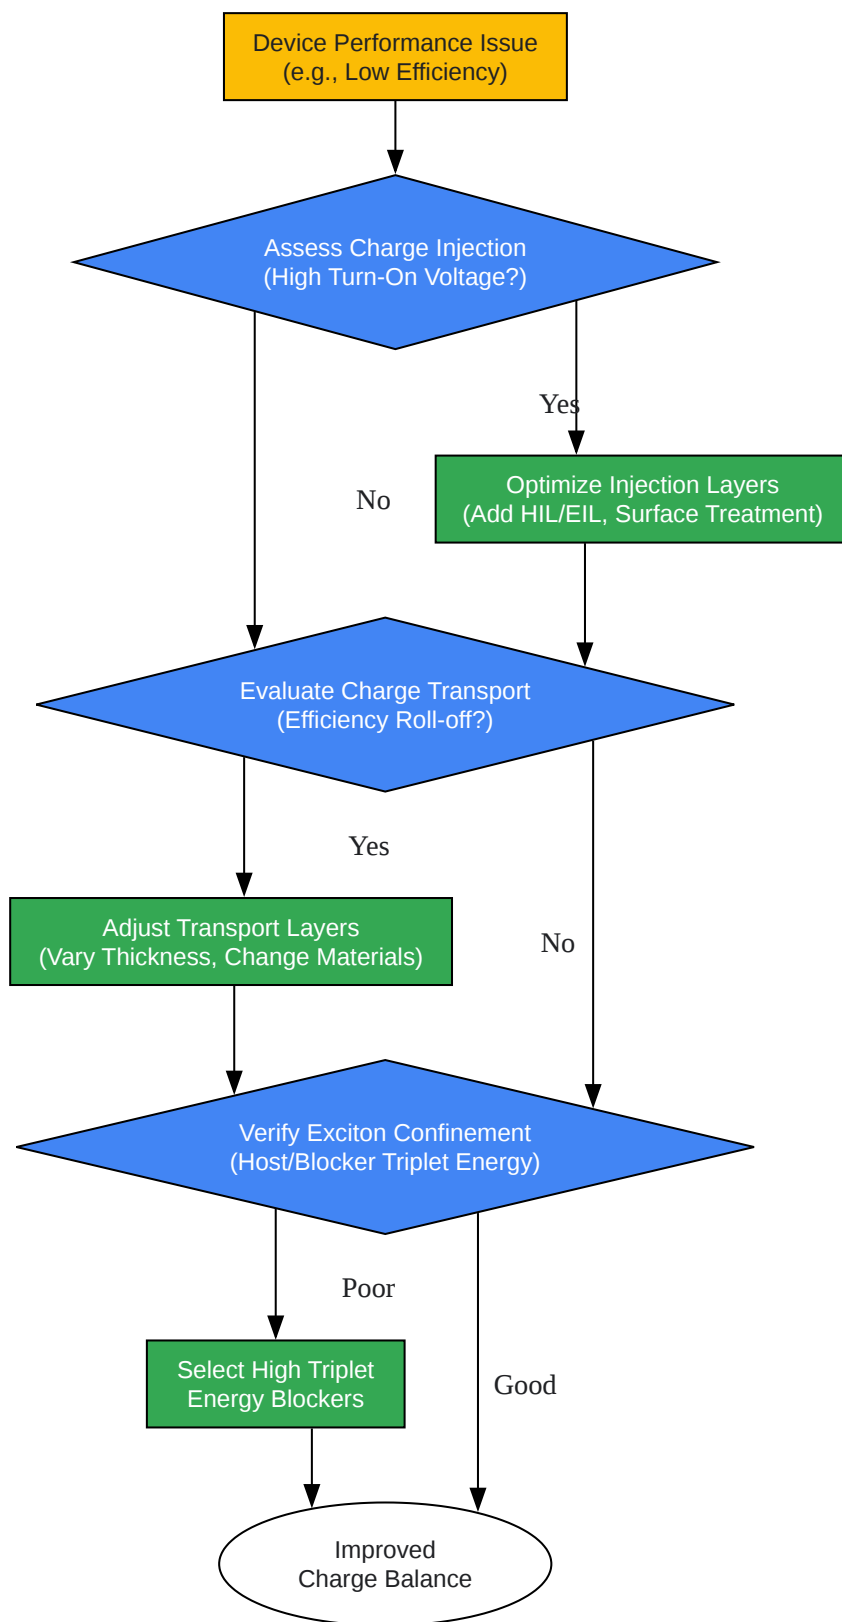 Device Performance Issue
(e.g., Low Efficiency)
Assess Charge Injection
(High Turn-On Voltage?)
Yes
Optimize Injection Layers
(Add HIL/EIL, Surface Treatment)
No
Evaluate Charge Transport
(Efficiency Roll-off?)
Yes
Adjust Transport Layers
(Vary Thickness, Change Materials)
No
Verify Exciton Confinement
(Host/Blocker Triplet Energy)
Poor
Select High Triplet
Energy Blockers
Good
Improved
Charge Balance